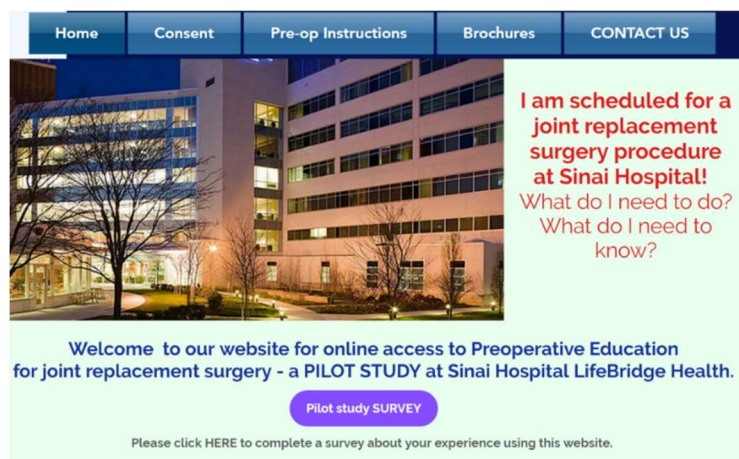 Home
Consent
Pre-op Instructions
Brochures
CONTACT US
I am scheduled for a
joint replacement
surgery procedure
at Sinai Hospital!
What do I need to do?
What do I need to
know?
Welcome to our website for online access to Preoperative Education
for joint replacement surgery - a PILOT STUDY at Sinai Hospital LifeBridge Health.
Pilot study SURVEY
Please click HERE to complete a survey about your experience using this website.